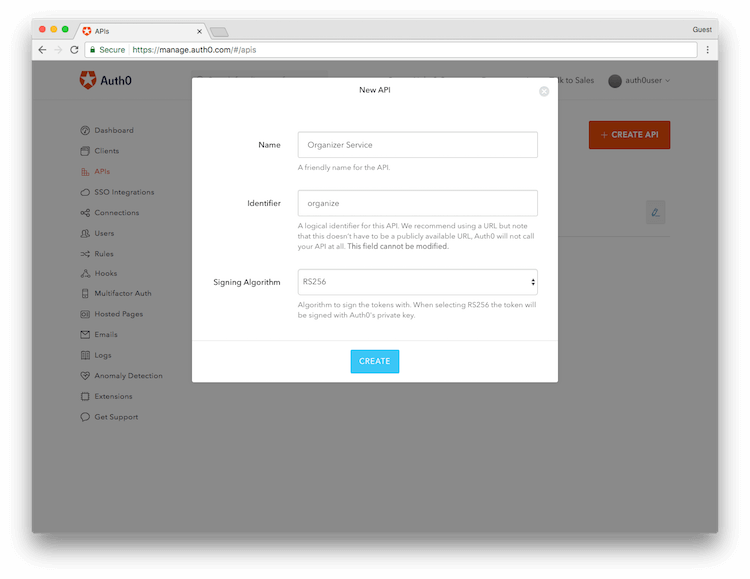 APIs
Guest
Secure
https://manage.auth0.com/#/apis
Auth0
New API
lk to Sales
auth0user
+ CREATE API
Dashboard
Clients
APIs
SSO Integrations
Connections
Users
Rules
Hooks
Multifactor Auth
Hosted Pages
Emails
Logs
Anomaly Detection
Extensions
Get Support
Name
Organizer Service
A friendly name for the API.
Identifier
organize
A logical identifier for this API. We recommend using a URL but note
that this doesn't have to be a publicly available URL, Auth0 will not call
your API at all. This field cannot be modified.
Signing Algorithm
RS256
Algorithm to sign the tokens with. When selecting RS256 the token will
be signed with Auth0's private key.
CREATE